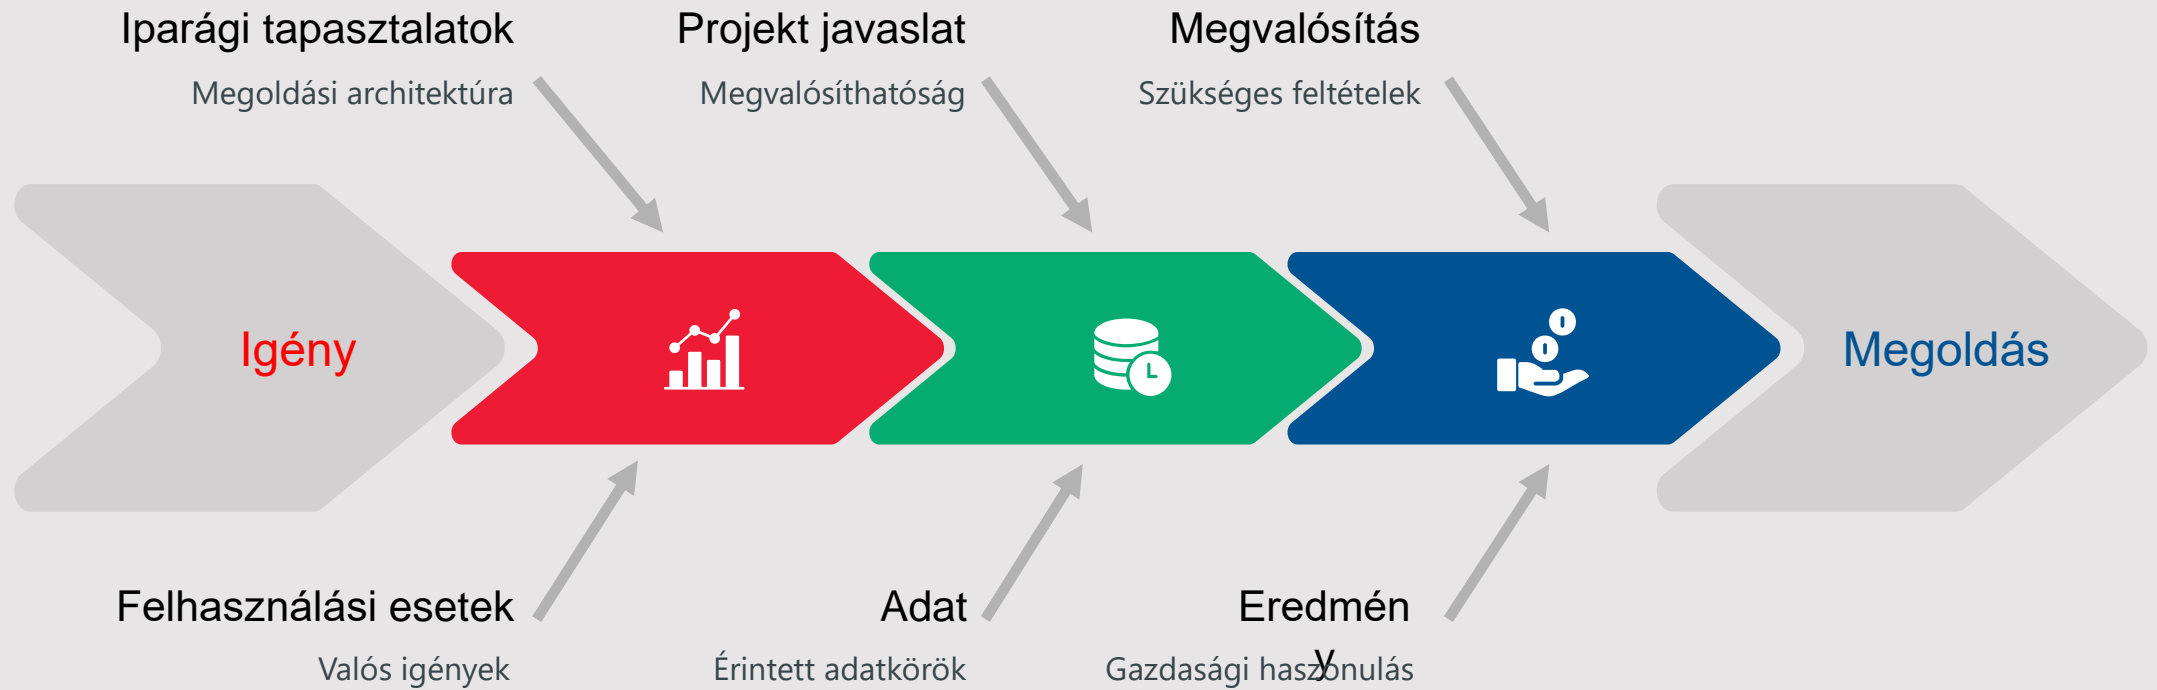 Iparági tapasztalatok
Megoldási architektúra
Projekt javaslat
Megvalósíthatóság
Megvalósítás
Szükséges feltételek
Igény
Megoldás
Felhasználási esetek
Valós igények
Adat
Érintett adatkörök
Eredmén
y
Gazdasági haszonulás